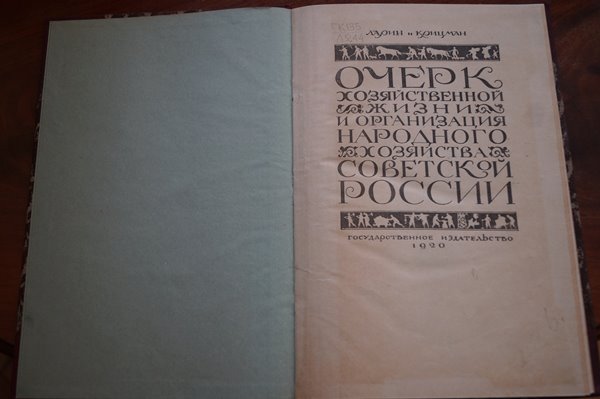 ЛАРИН и КРИЦМАН
ОЧЕРК
ХОЗЯЙСТВЕННОЙ
ЖИЗНИ
И ОРГАНИЗАЦИЯ
НАРОДНОГО
ХОЗЯЙСТВА
СОВЕТСКОЙ
РОССИИ
ГОСУДАРСТВЕННОЕ ИЗДАТЕЛЬСТВО
1920